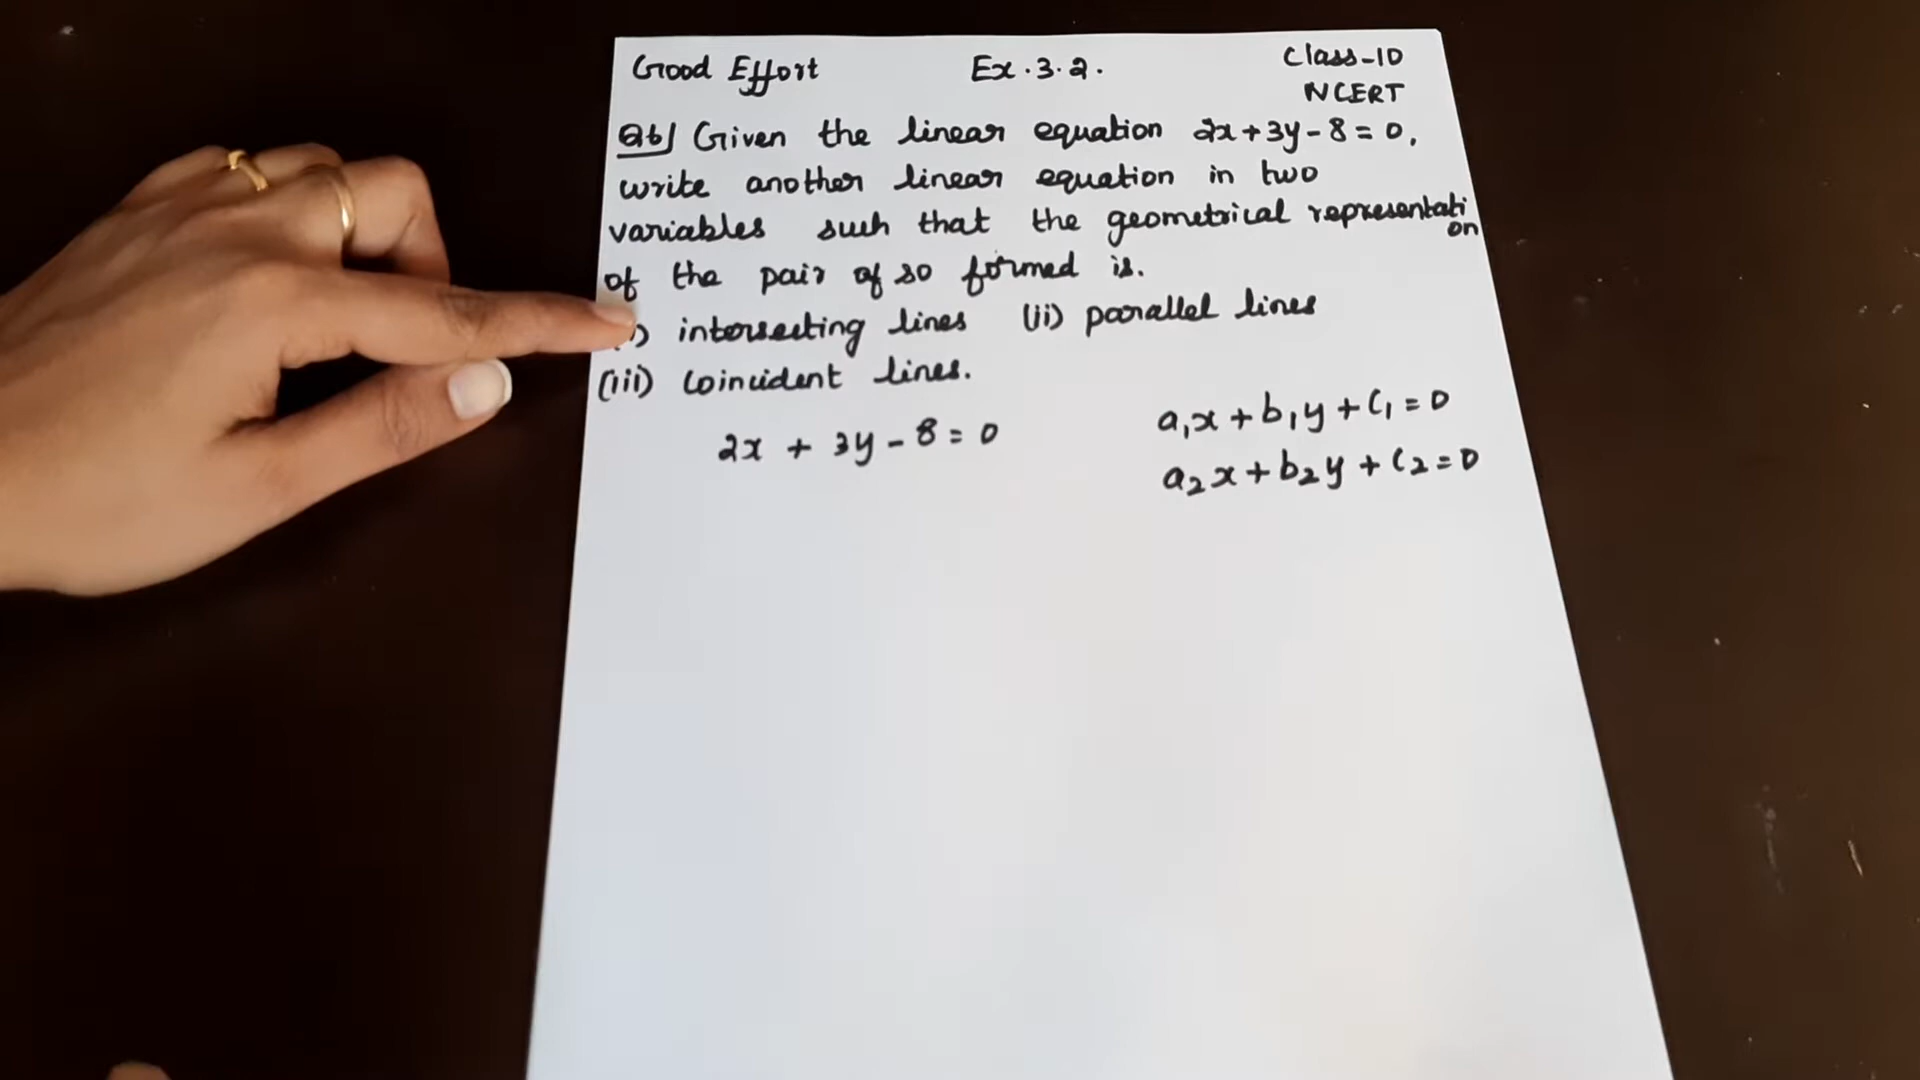 Good Effort Ex.3.2. Class-10
NCERT
Q6) Given the linear equation 2x+3y-8=0,
write another linear equation in two
variables such that the geometrical representation
of the pair of so formed is.
(i) intersecting lines (ii) parallel lines
(iii) Coincident lines.
2x + 3y - 8 = 0
a₁x + b₁y + C₁ = 0
a₂x + b₂y + C₂ = 0